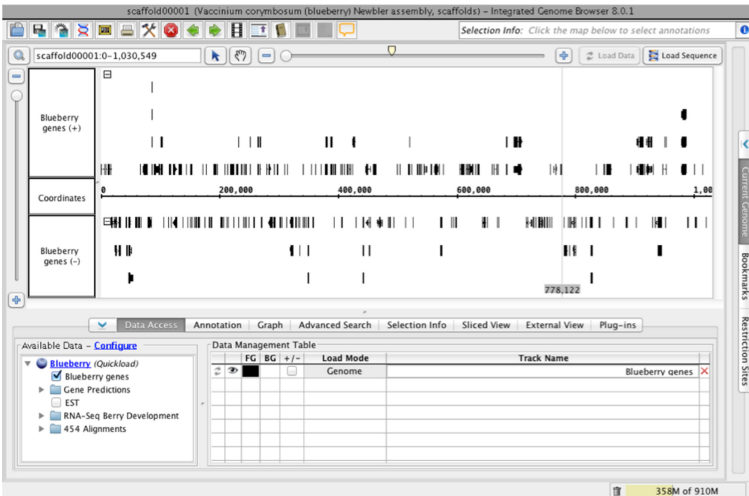 scaffold00001 (Vaccinium corymbosum (blueberry) Newbler assembly, scaffolds) - Integrated Genome Browser 8.0.1
Selection Info: Click the map below to select annotations
scaffold00001:0-1,030,549
Load Data
Load Sequence
Blueberry
genes (+)
Coordinates
0 200,000 400,000 600,000 800,000 1,00
Blueberry
genes (-)
778,122
Current Genome
Bookmarks
Restriction Sites
Data Access Annotation Graph Advanced Search Selection Info Sliced View External View Plug-ins
Available Data - Configure
Data Management Table
FG BG +/- Load Mode Track Name
Blueberry (Quickload)
Genome Blueberry genes
Blueberry genes
Gene Predictions
EST
RNA-Seq Berry Development
454 Alignments
358M of 910M